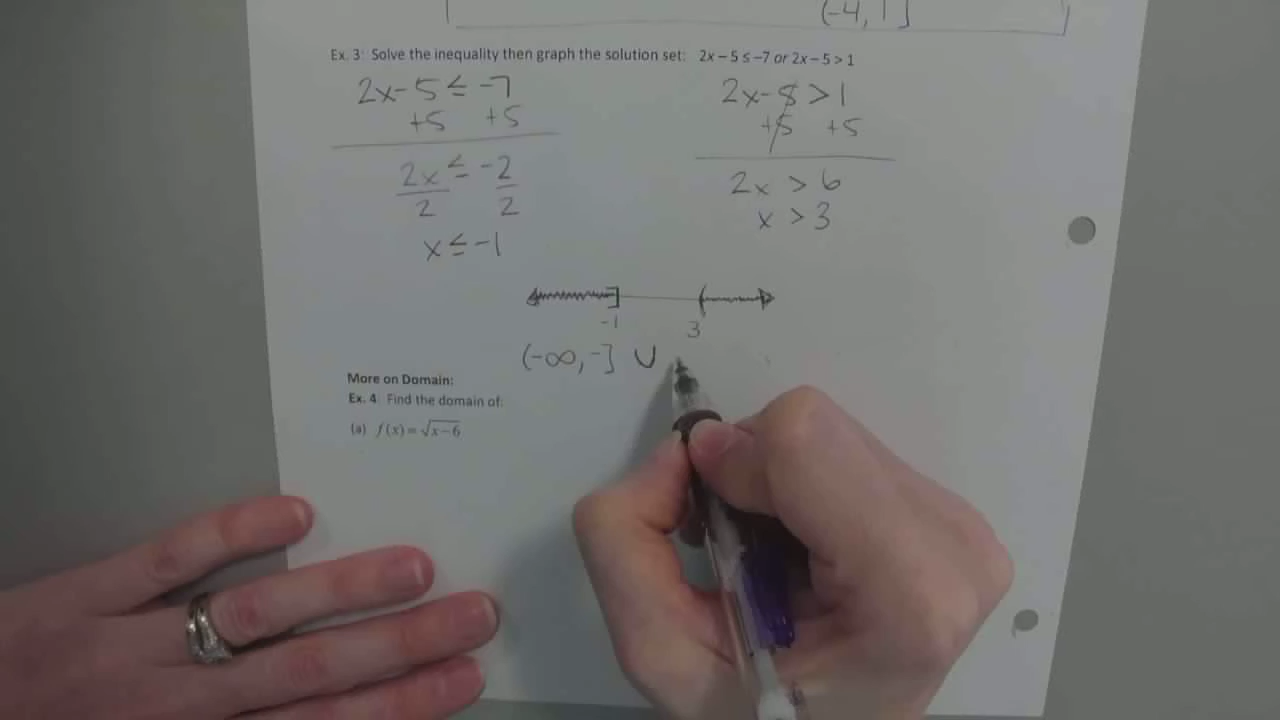 (-4, 1]
Ex. 3: Solve the inequality then graph the solution set: 2x – 5 ≤ –7 or 2x – 5 > 1
2x - 5 ≤ -7
+5 +5
2x ≤ -2
2 2
x ≤ -1
2x - 5 > 1
+5 +5
2x > 6
x > 3
-1 3
(-∞, -] ∪
More on Domain:
Ex. 4: Find the domain of:
(a) f(x) = √x–6